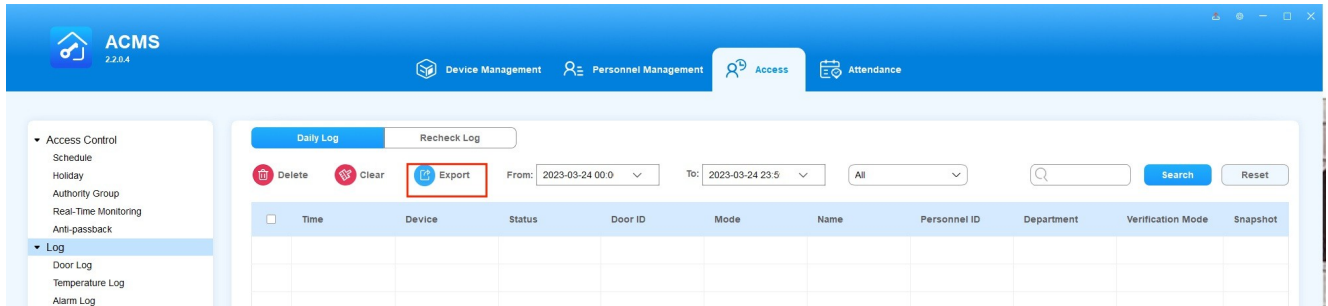 ACMS
2.2.0.4
Device Management Personnel Management Access Attendance
Access Control
Schedule
Holiday
Authority Group
Real-Time Monitoring
Anti-passback
Log
Door Log
Temperature Log
Alarm Log
Daily Log Recheck Log
Delete Clear Export From: 2023-03-24 00:0 To: 2023-03-24 23:5 All Search Reset
Time Device Status Door ID Mode Name Personnel ID Department Verification Mode Snapshot